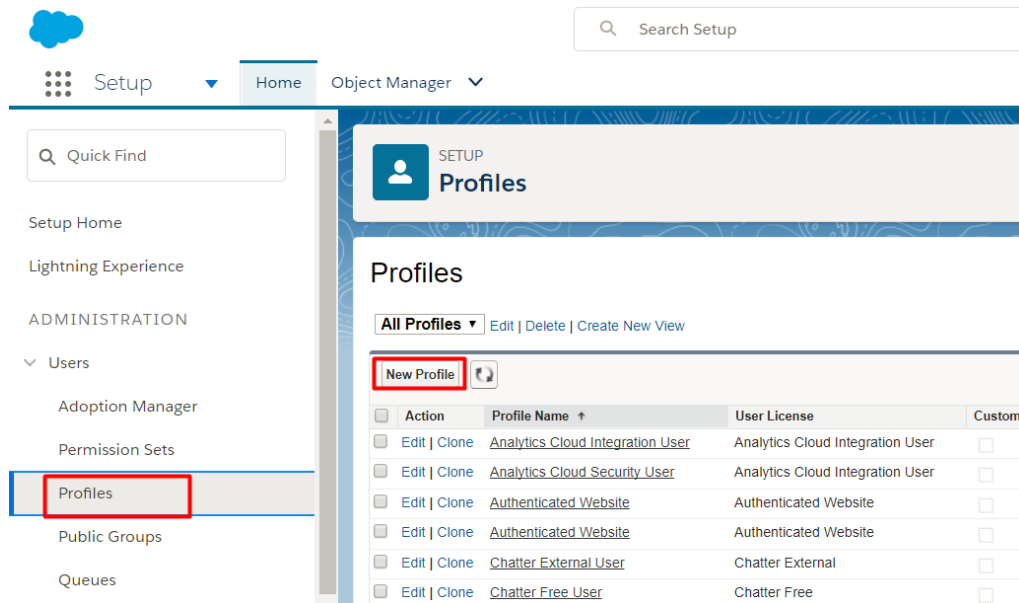 Search Setup
Setup
Home
Object Manager
Quick Find
Setup Home
Lightning Experience
ADMINISTRATION
Users
Adoption Manager
Permission Sets
Profiles
Public Groups
Queues
SETUP
Profiles
Profiles
All Profiles Edit | Delete | Create New View
New Profile
Action Profile Name User License Custom
Edit | Clone Analytics Cloud Integration User Analytics Cloud Integration User
Edit | Clone Analytics Cloud Security User Analytics Cloud Integration User
Edit | Clone Authenticated Website Authenticated Website
Edit | Clone Authenticated Website Authenticated Website
Edit | Clone Chatter External User Chatter External
Edit | Clone Chatter Free User Chatter Free